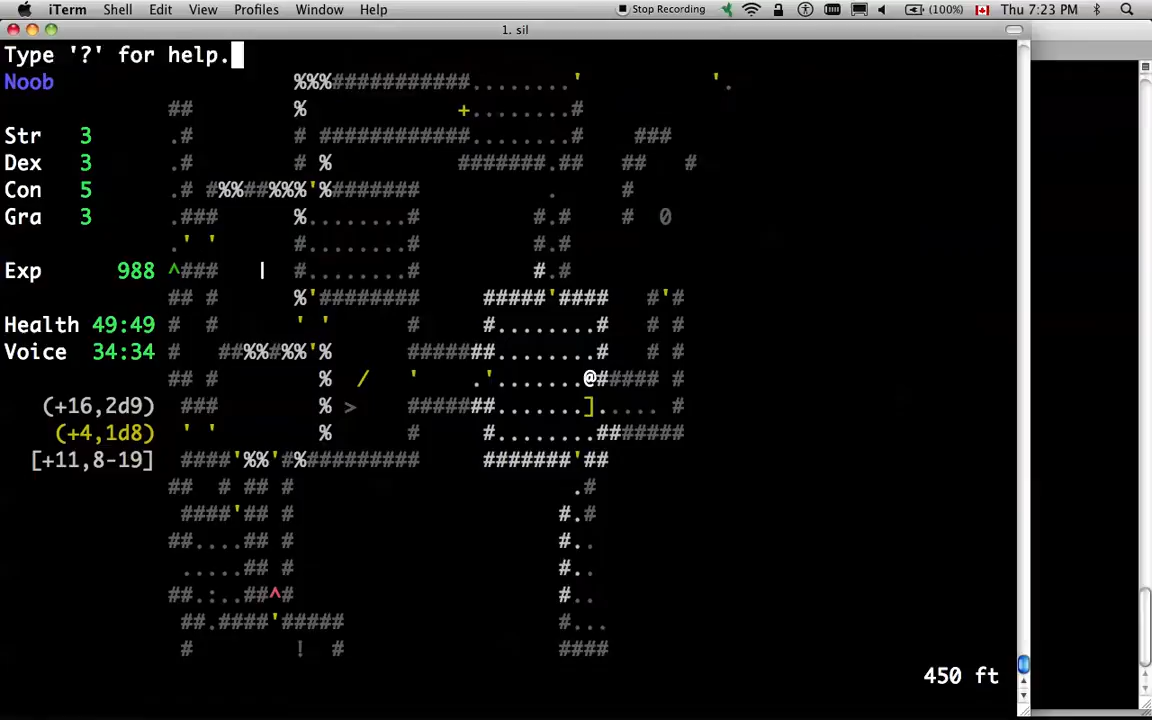 iTerm Shell Edit View Profiles Window Help Stop Recording (100%) Thu 7:23 PM
1. sil
Type '?' for help.
Noob %%%###########........' '.
## % +........#
Str 3 .# # ############........# ###
Dex 3 .# # % #######.## ## #
Con 5 .# #%%##%%%'%####### . #
Gra 3 .### %........# #.# # 0
.' ' #........# #.#
Exp 988 ^### | #........# #.#
## # %'######## #####'#### #'#
Health 49:49 # # ' ' # #........# # #
Voice 34:34 # ##%%#%%'% #######........# # #
## # % / ' .'.......@##### #
(+16,2d9) ### % > #######.......]..... #
(+4,1d8) ' ' % # #........#######
[+11,8-19] ####'%%'#%######### #######'##
## # ## # .#
####'## # #.#
##....## # #..
.....## # #..
##..:..##^# #..
##.####'##### #...
# ! # ####
450 ft